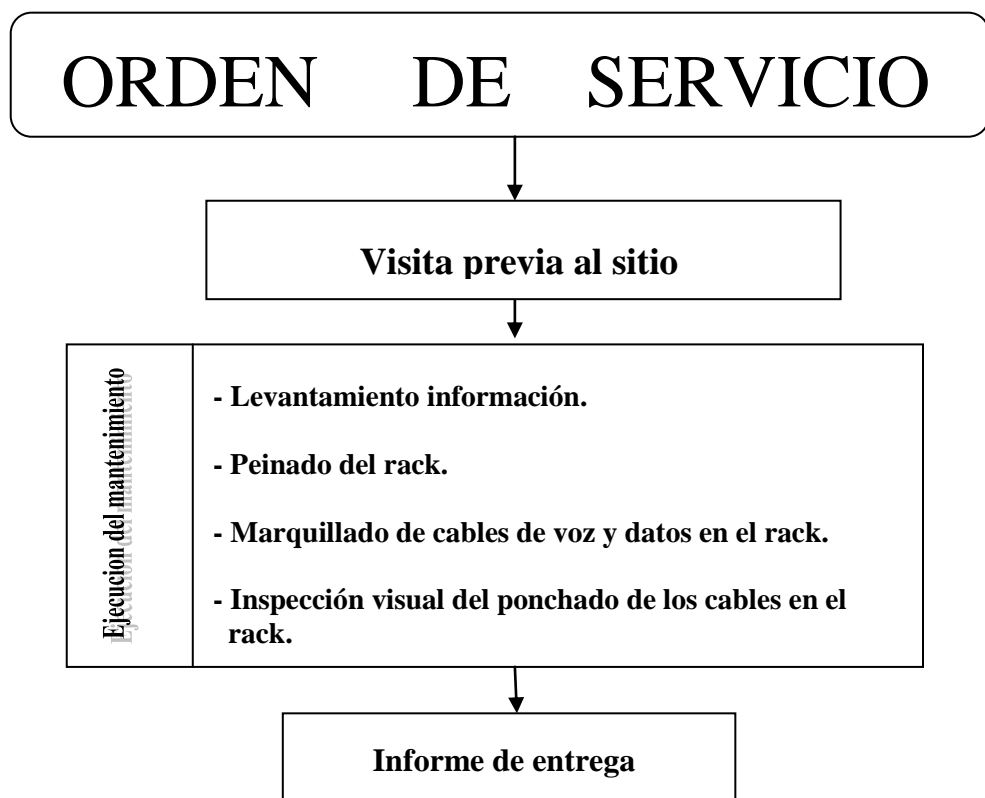 ORDEN DE SERVICIO
Visita previa al sitio
Ejecucion del mantenimiento
- Levantamiento información.
- Peinado del rack.
- Marquillado de cables de voz y datos en el rack.
- Inspección visual del ponchado de los cables en el
rack.
Informe de entrega